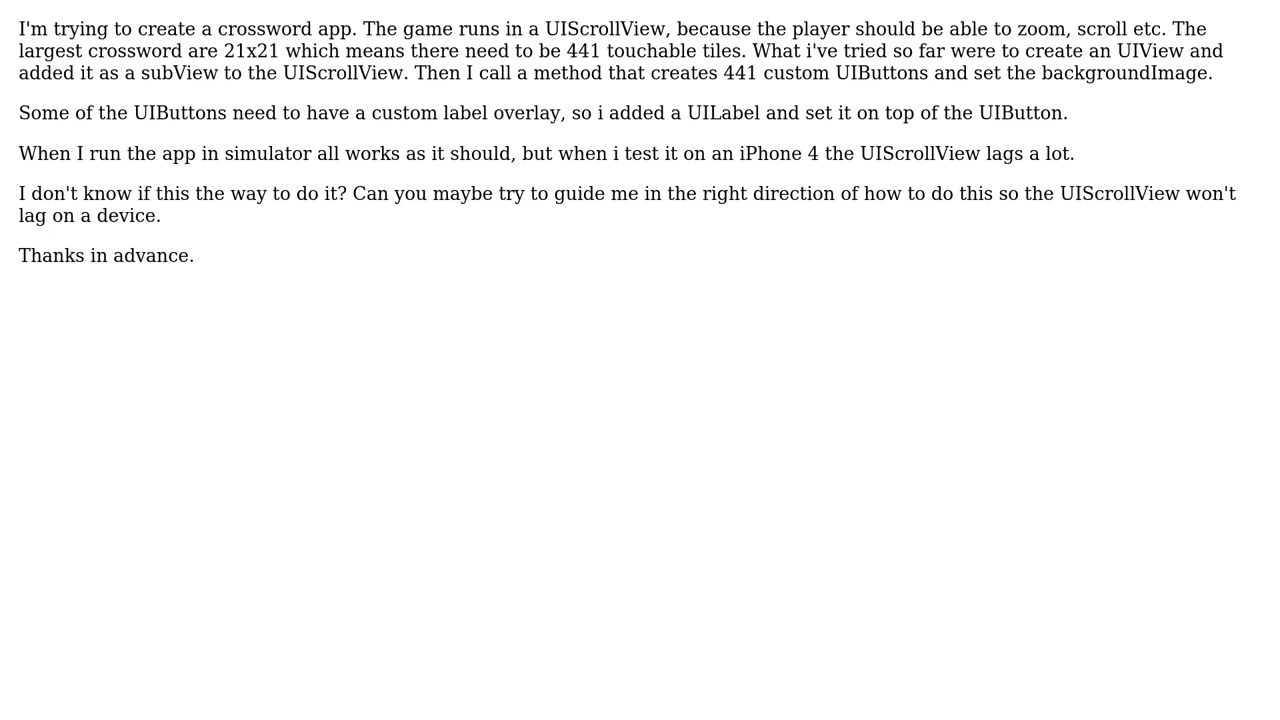 I'm trying to create a crossword app. The game runs in a UIScrollView, because the player should be able to zoom, scroll etc. The
largest crossword are 21x21 which means there need to be 441 touchable tiles. What i've tried so far were to create an UIView and
added it as a subView to the UIScrollView. Then I call a method that creates 441 custom UIButtons and set the backgroundImage.
Some of the UIButtons need to have a custom label overlay, so i added a UILabel and set it on top of the UIButton.
When I run the app in simulator all works as it should, but when i test it on an iPhone 4 the UIScrollView lags a lot.
I don't know if this the way to do it? Can you maybe try to guide me in the right direction of how to do this so the UIScrollView won't
lag on a device.
Thanks in advance.